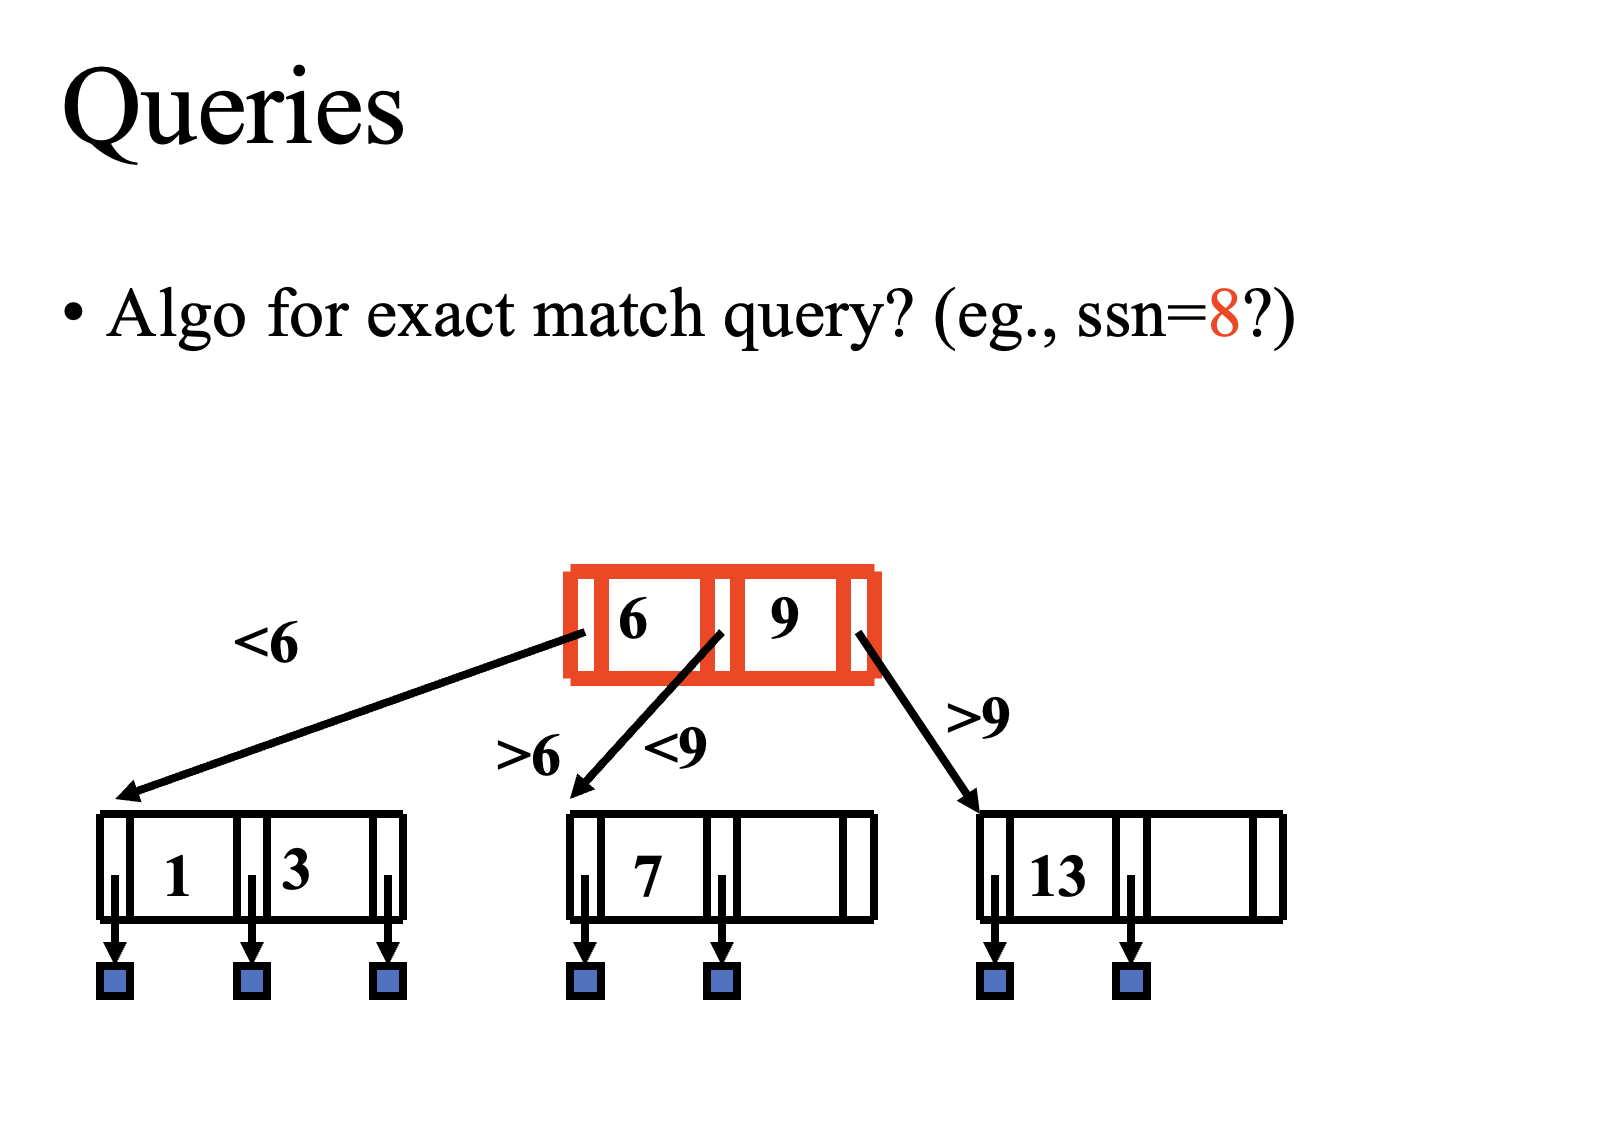 Queries
• Algo for exact match query? (eg., ssn=8?)
6 9
<6
>6 <9 >9
1 3 7 13